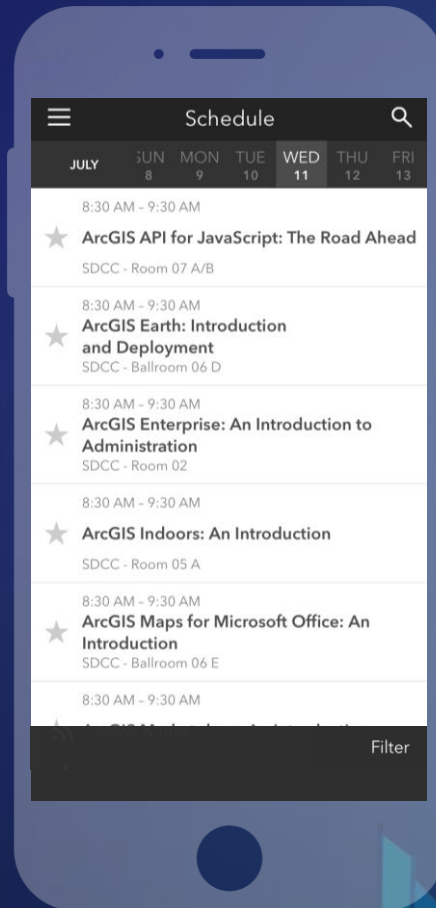 Schedule
JULY
SUN MON TUE WED THU FRI
8 9 10 11 12 13
8:30 AM – 9:30 AM
ArcGIS API for JavaScript: The Road Ahead
SDCC - Room 07 A/B
8:30 AM – 9:30 AM
ArcGIS Earth: Introduction
and Deployment
SDCC - Ballroom 06 D
8:30 AM – 9:30 AM
ArcGIS Enterprise: An Introduction to
Administration
SDCC - Room 02
8:30 AM – 9:30 AM
ArcGIS Indoors: An Introduction
SDCC - Room 05 A
8:30 AM – 9:30 AM
ArcGIS Maps for Microsoft Office: An
Introduction
SDCC - Ballroom 06 E
8:30 AM – 9:30 AM
Filter